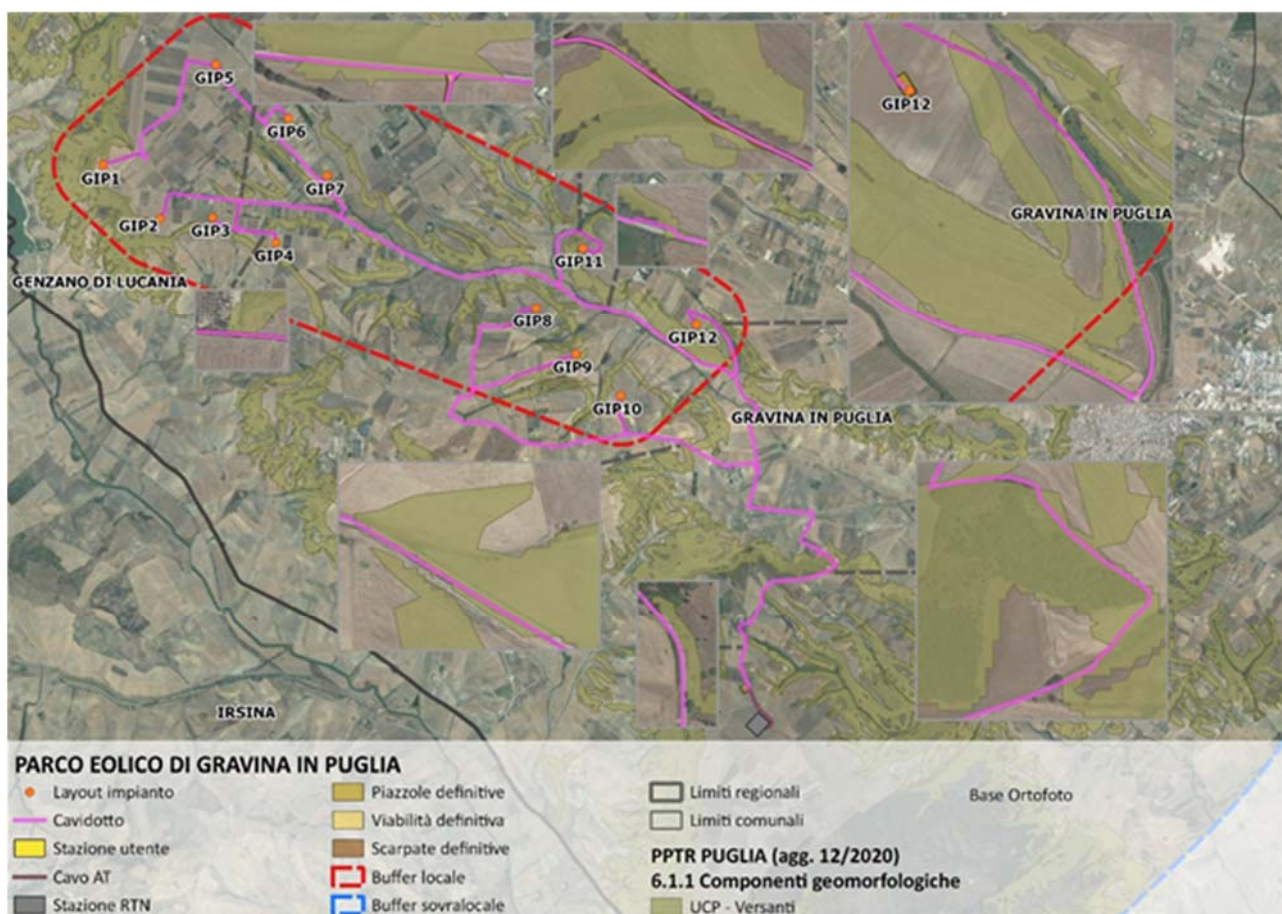 GIP5
GIP12
GIP6
GIP1
GIP7
GIP2
GIP3
GIP4
GRAVINA IN PUGLIA
GIP11
GENZANO DI LUCANIA
GIP8
GIP12
GIP9
GIP10
GRAVINA IN PUGLIA
IRSINA
PARCO EOLICO DI GRAVINA IN PUGLIA
Layout impianto
Cavidotto
Stazione utente
Cavo AT
Stazione RTN
Piazzole definitive
Viabilità definitiva
Scarpate definitive
Buffer locale
Buffer sovralocale
Limiti regionali
Limiti comunali
PPTR PUGLIA (agg. 12/2020)
6.1.1 Componenti geomorfologiche
UCP - Versanti
Base Ortofoto